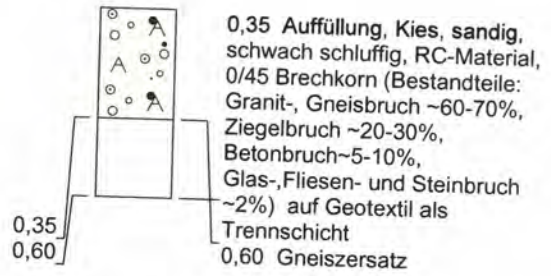 0,35 Auffüllung, Kies, sandig,
schwach schluffig, RC-Material,
0/45 Brechkorn (Bestandteile:
Granit-, Gneisbruch ~60-70%,
Ziegelbruch ~20-30%,
Betonbruch~5-10%,
Glas-,Fliesen- und Steinbruch
~2%) auf Geotextil als
Trennschicht
0,60 Gneiszersatz
0,35
0,60